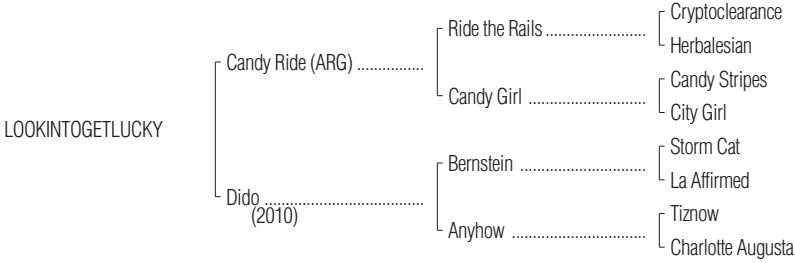 Cryptoclearance
Ride the Rails ........................
Herbalesian
Candy Ride (ARG) ................
Candy Stripes
Candy Girl ............................
City Girl
LOOKINTOGETLUCKY
Storm Cat
Bernstein ..............................
La Affirmed
Dido ......................................
(2010)
Tiznow
Anyhow ................................
Charlotte Augusta